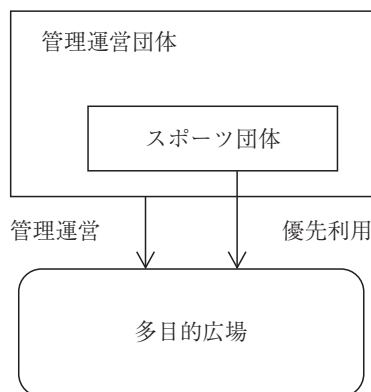 管理運営団体
スポーツ団体
管理運営
優先利用
多目的広場